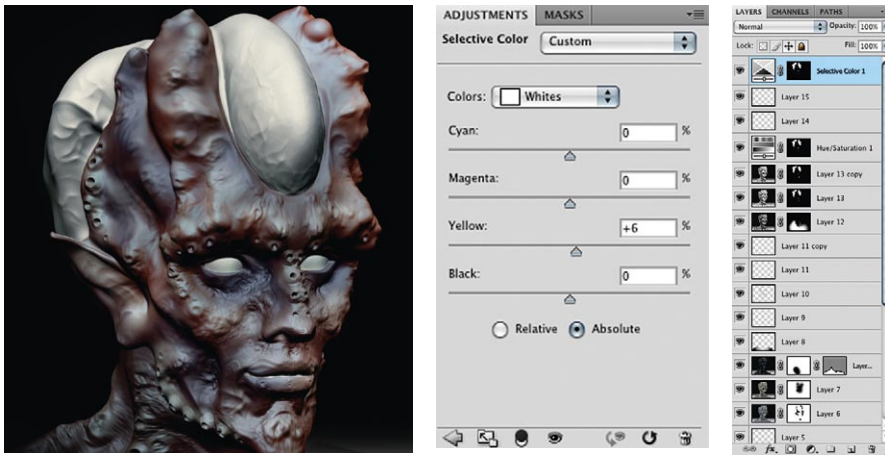 ADJUSTMENTS MASKS
Selective Color Custom
Colors: Whites
Cyan: 0 %
Magenta: 0 %
Yellow: +6 %
Black: 0 %
Relative Absolute
LAYERS CHANNELS PATHS
Normal Opacity: 100%
Lock: Fill: 100%
Selective Color 1
Layer 15
Layer 14
Hue/Saturation 1
Layer 13 copy
Layer 13
Layer 12
Layer 11 copy
Layer 11
Layer 10
Layer 9
Layer 8
Layer...
Layer 7
Layer 6
Layer 5
fx.